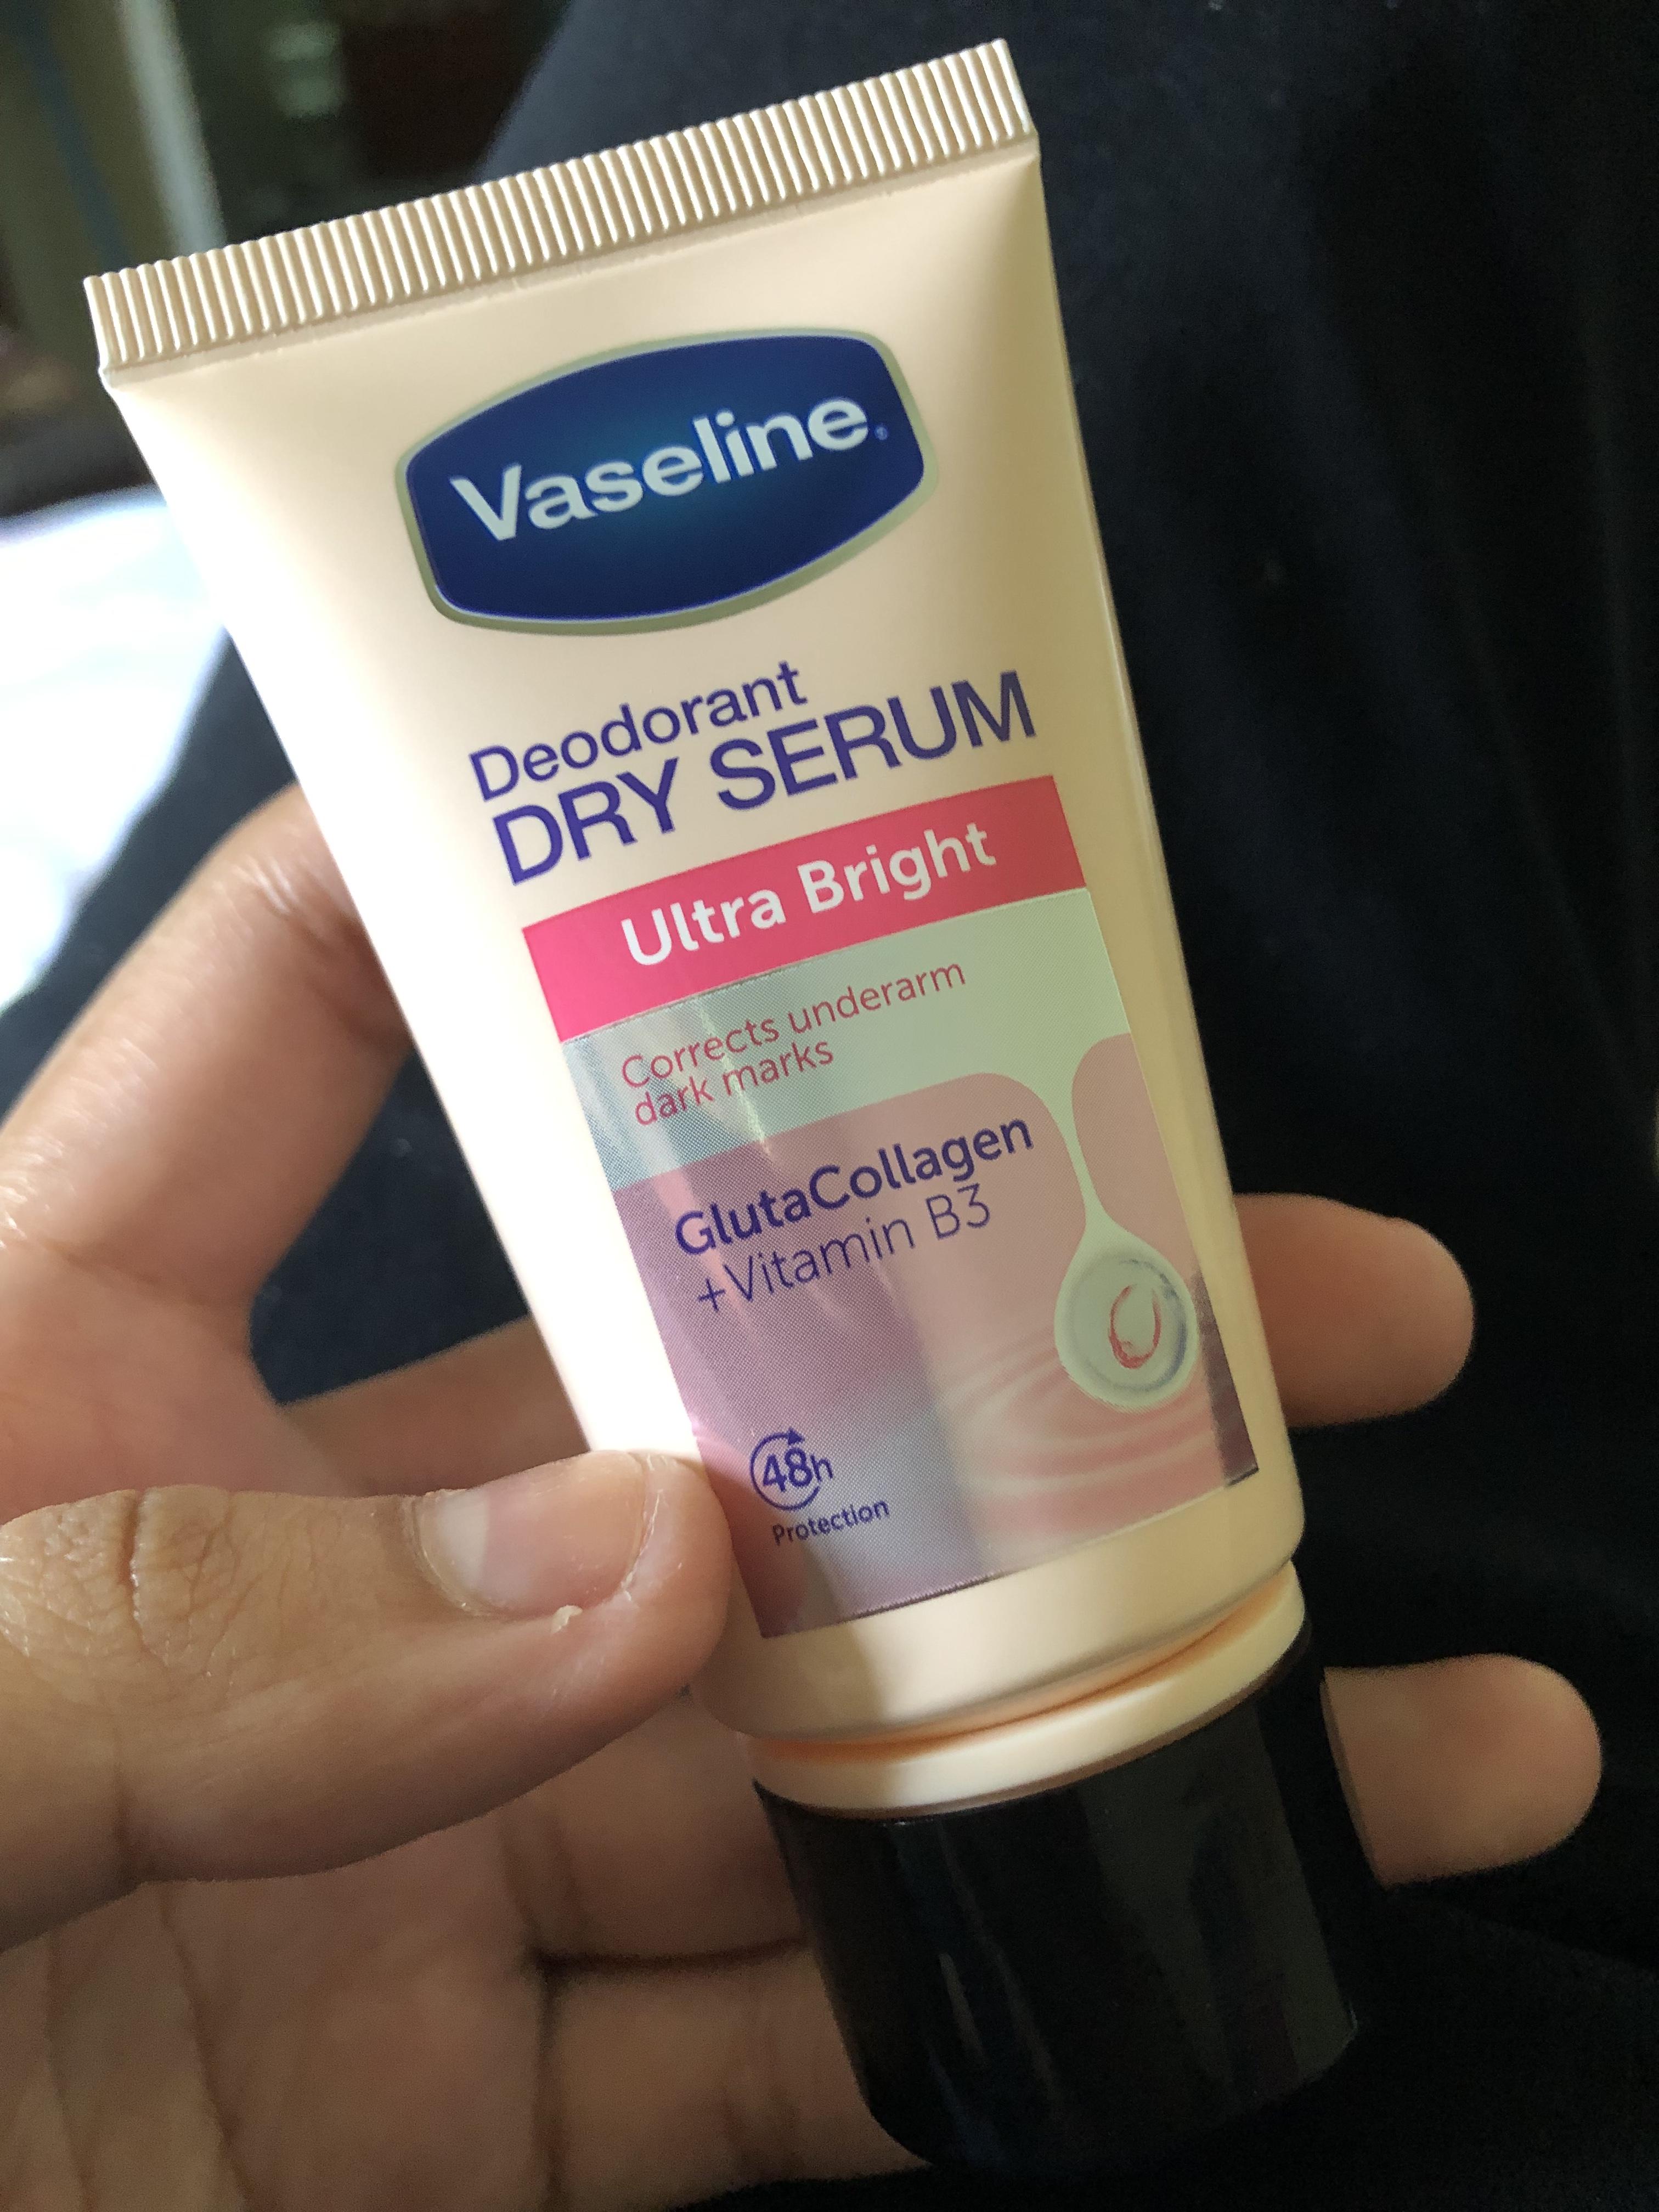 Vaseline®
Deodorant
DRY SERUM
Ultra Bright
Corrects underarm
dark marks
GlutaCollagen
+Vitamin B3
48h
Protection